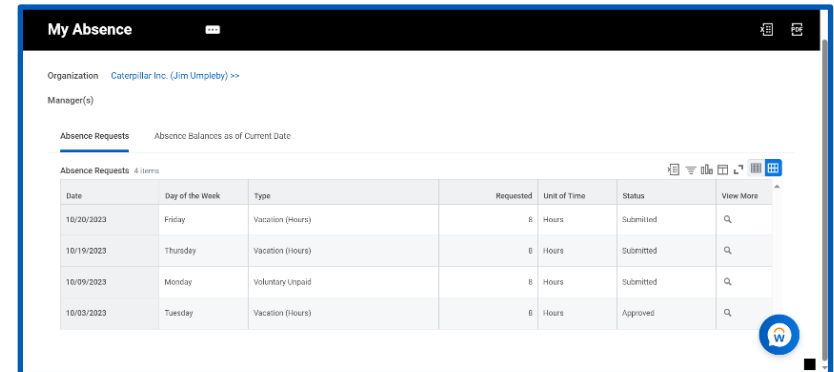 My Absence
PDF
Organization Caterpillar Inc. (Jim Umpleby) >>
Manager(s)
Absence Requests Absence Balances as of Current Date
Absence Requests 4 items
Date Day of the Week Type Requested Unit of Time Status View More
10/20/2023 Friday Vacation (Hours) 8 Hours Submitted
10/19/2023 Thursday Vacation (Hours) 8 Hours Submitted
10/09/2023 Monday Voluntary Unpaid 8 Hours Submitted
10/03/2023 Tuesday Vacation (Hours) 8 Hours Approved
w